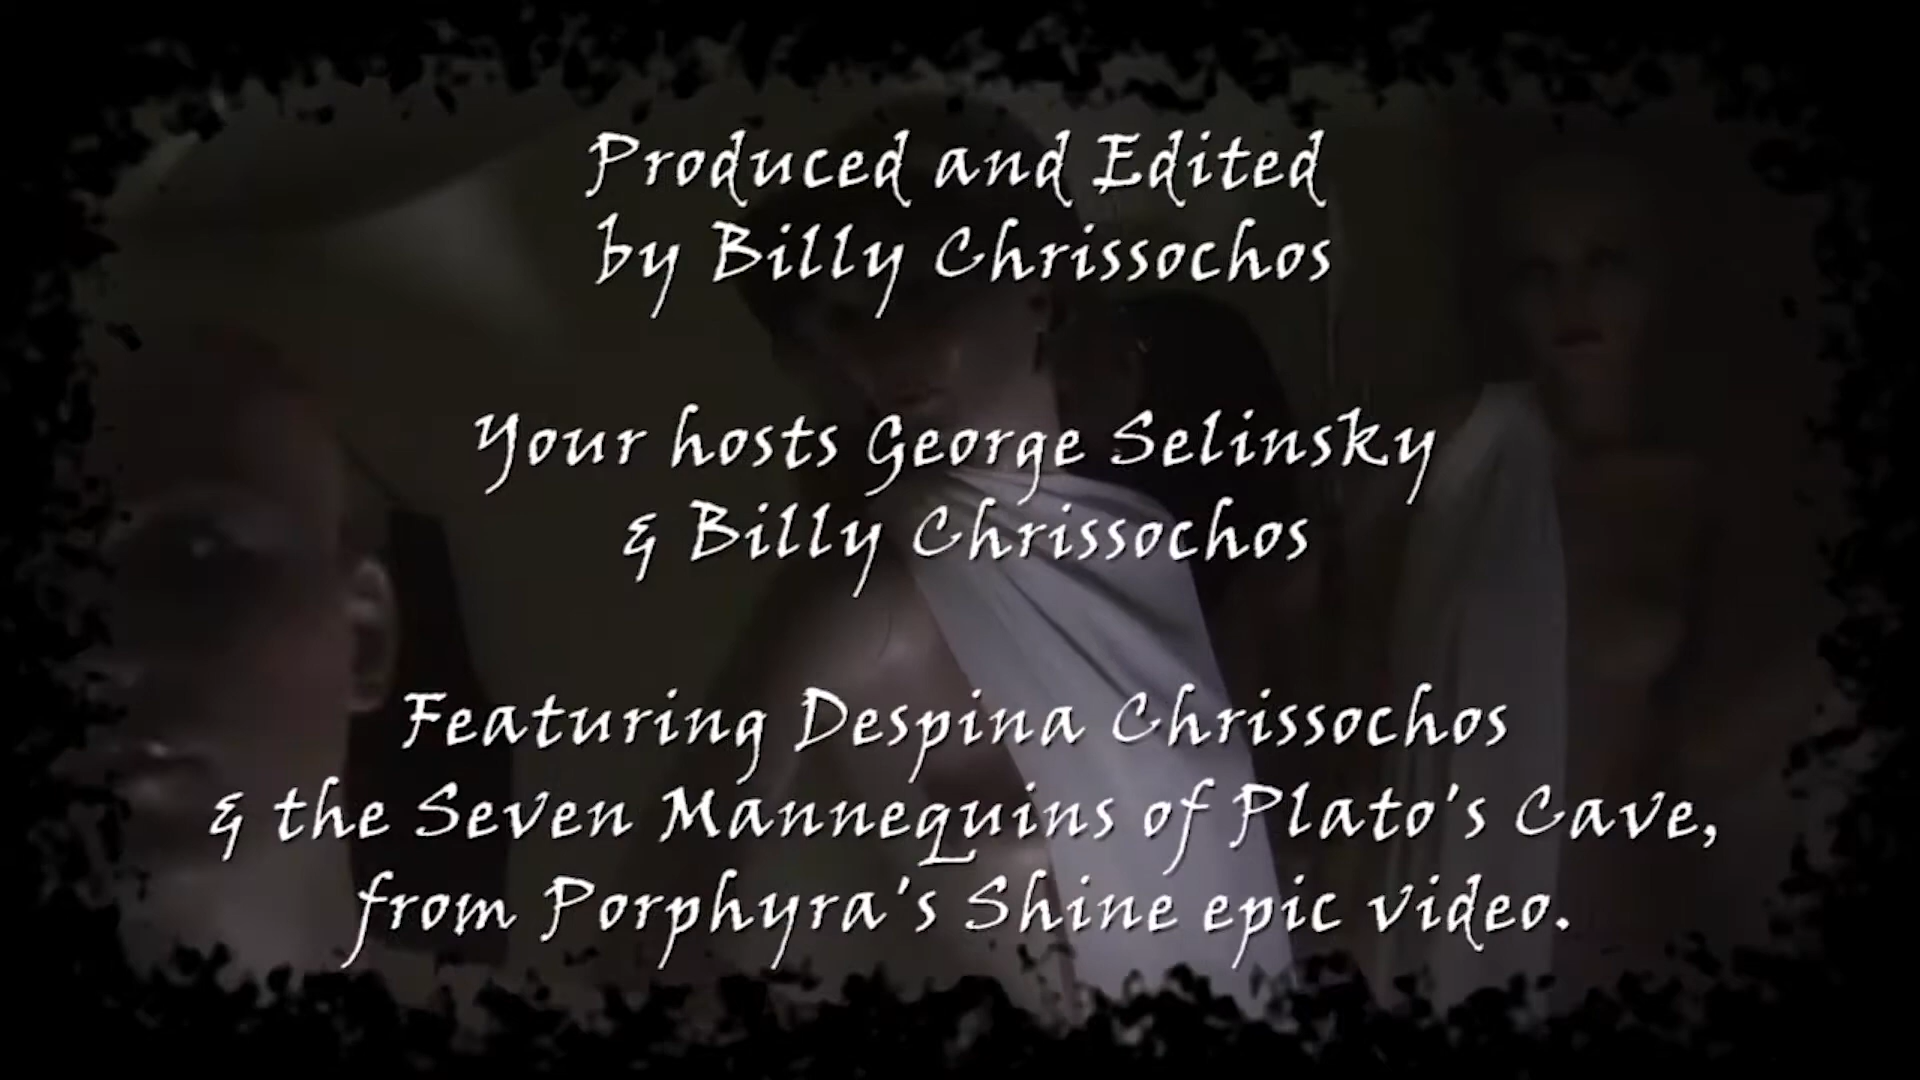 Produced and Edited
by Billy Chrissochos
Your hosts George Selinsky
& Billy Chrissochos
Featuring Despina Chrissochos
& the Seven Mannequins of Plato's Cave,
from Porphyra's Shine epic video.